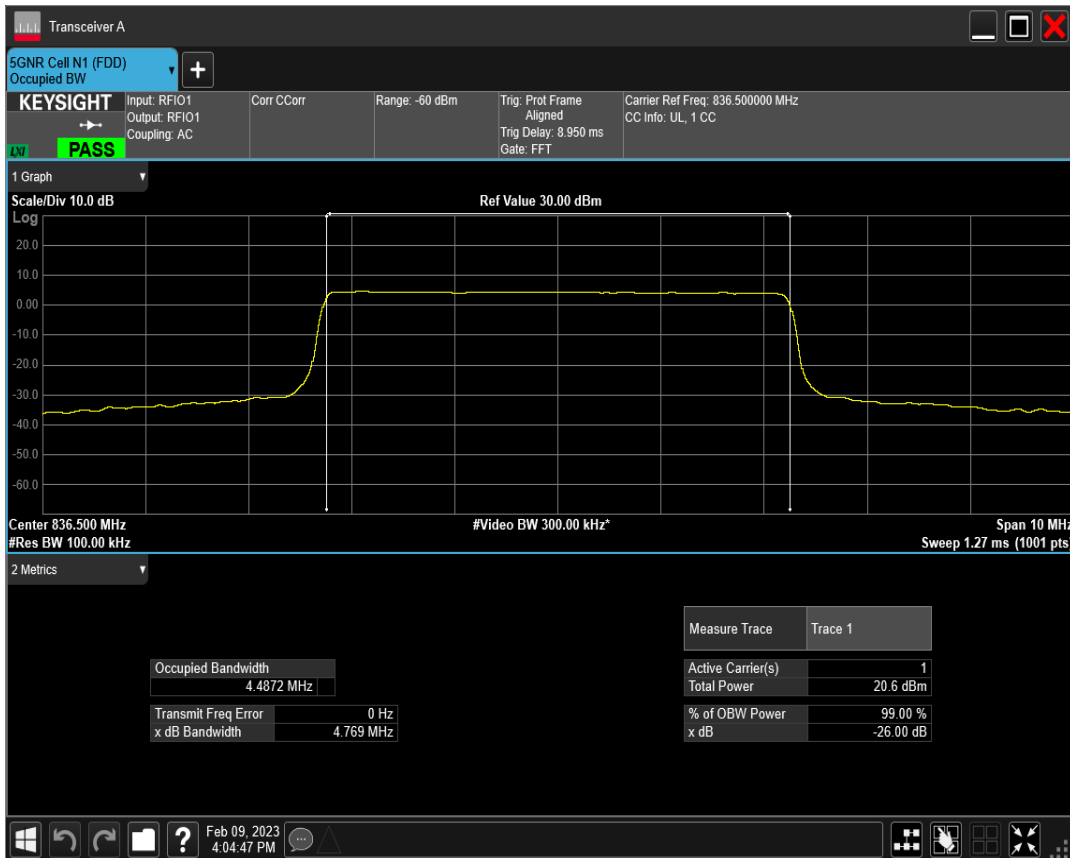 Transceiver A
5GNR Cell N1 (FDD)
Occupied BW
+
KEYSIGHT
LXI
PASS
Input: RFIO1
Output: RFIO1
Coupling: AC
Corr CCorr
Range: -60 dBm
Trig: Prot Frame
Aligned
Trig Delay: 8.950 ms
Gate: FFT
Carrier Ref Freq: 836.500000 MHz
CC Info: UL, 1 CC
1 Graph
Scale/Div 10.0 dB
Ref Value 30.00 dBm
Log
20.0
10.0
0.00
-10.0
-20.0
-30.0
-40.0
-50.0
-60.0
Center 836.500 MHz
#Video BW 300.00 kHz*
Span 10 MHz
#Res BW 100.00 kHz
Sweep 1.27 ms (1001 pts)
2 Metrics
Measure Trace Trace 1
Occupied Bandwidth
4.4872 MHz
Active Carrier(s) 1
Total Power 20.6 dBm
Transmit Freq Error 0 Hz
x dB Bandwidth 4.769 MHz
% of OBW Power 99.00 %
x dB -26.00 dB
?
Feb 09, 2023
4:04:47 PM